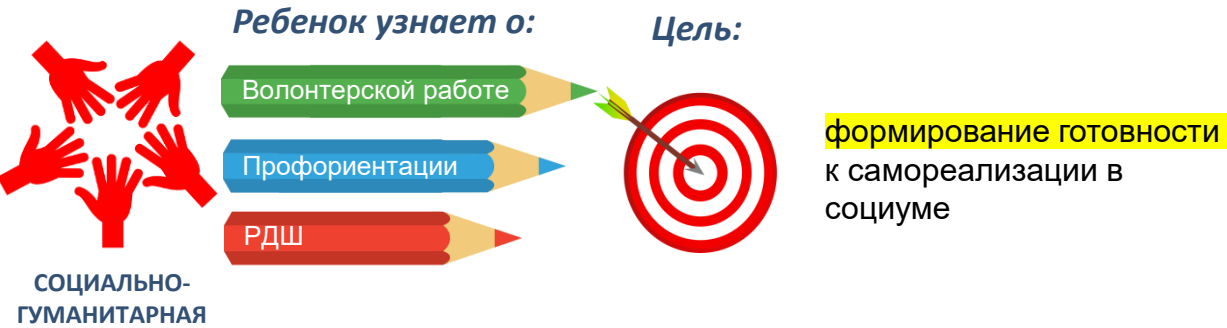 Ребенок узнает о:
Цель:
Волонтерской работе
Профориентации
РДШ
формирование готовности
к самореализации в
социуме
СОЦИАЛЬНО-
ГУМАНИТАРНАЯ